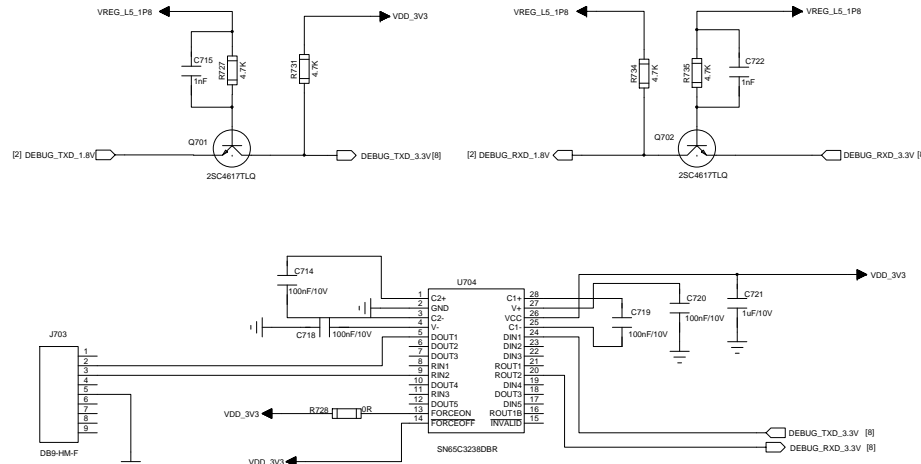 VREG_L5_1P8
VDD_3V3
C715
1nF
R727
4.7K
R731
4.7K
Q701
[2] DEBUG_TXD_1.8V
DEBUG_TXD_3.3V [8]
2SC4617TLQ
VREG_L5_1P8
VREG_L5_1P8
R734
4.7K
R735
4.7K
C722
1nF
Q702
[2] DEBUG_RXD_1.8V
DEBUG_RXD_3.3V
2SC4617TLQ
C714
100nF/10V
C718
100nF/10V
U704
1 C2+
2 GND
3 C2-
4 V-
5 DOUT1
6 DOUT2
7 DOUT3
8 RIN1
9 RIN2
10 DOUT4
11 RIN3
12 DOUT5
13 FORCEON
14 FORCEOFF
C1+ 28
V+ 27
VCC 26
C1- 25
DIN1 24
DIN2 23
DIN3 22
ROUT1 21
ROUT2 20
DIN4 19
DOUT3 18
DIN5 17
ROUT1B 16
INVALID 15
SN65C3238DBR
C719
100nF/10V
C720
100nF/10V
C721
1uF/10V
VDD_3V3
J703
1
2
3
4
5
6
7
8
9
DB9-HM-F
VDD_3V3
R728
0R
VDD_3V3
DEBUG_TXD_3.3V [8]
DEBUG_RXD_3.3V [8]